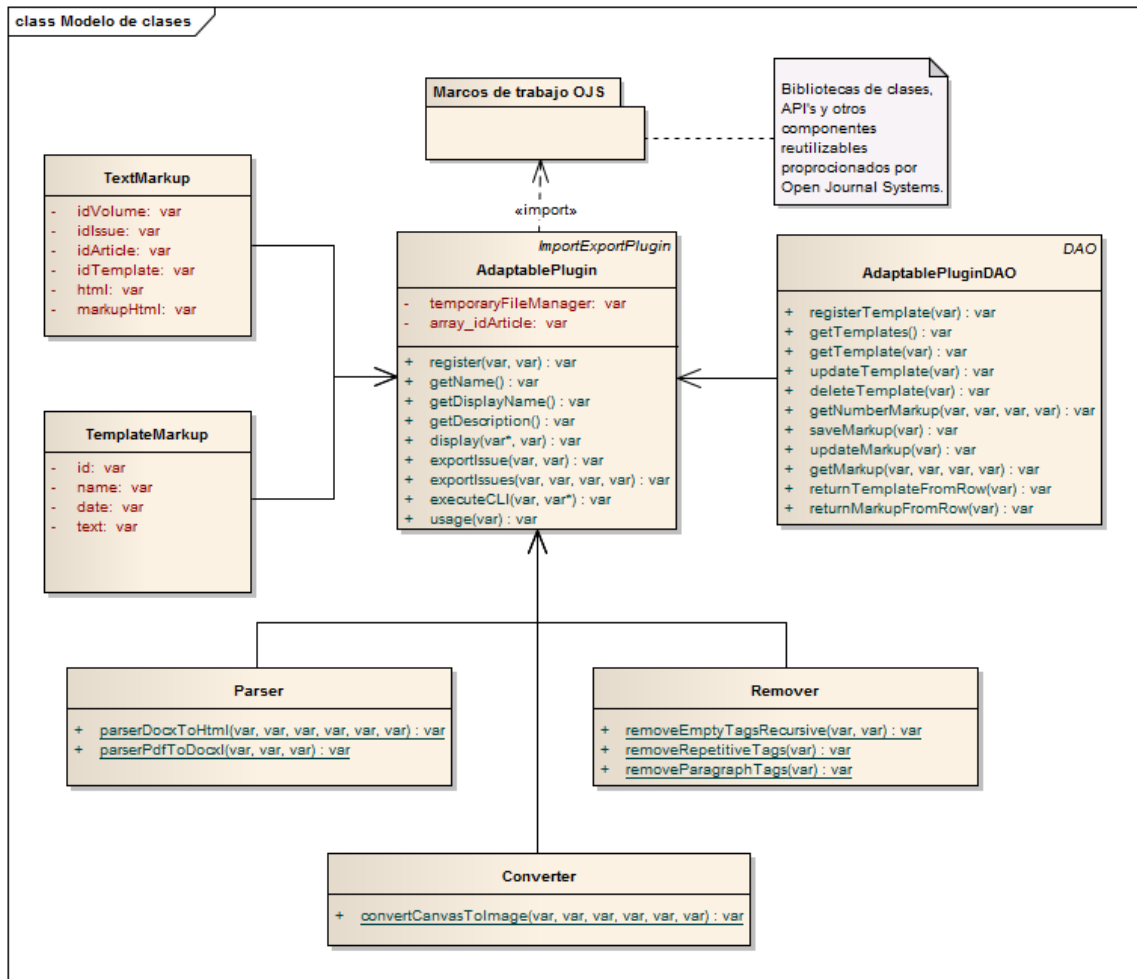 class Modelo de clases
Marcos de trabajo OJS
Bibliotecas de clases,
API's y otros
componentes
reutilizables
proprocionados por
Open Journal Systems.
«import»
TextMarkup
- idVolume: var
- idIssue: var
- idArticle: var
- idTemplate: var
- html: var
- markupHtml: var
TemplateMarkup
- id: var
- name: var
- date: var
- text: var
ImportExportPlugin
AdaptablePlugin
- temporaryFileManager: var
- array_idArticle: var
+ register(var, var) : var
+ getName() : var
+ getDisplayName() : var
+ getDescription() : var
+ display(var*, var) : var
+ exportIssue(var, var) : var
+ exportIssues(var, var, var, var) : var
+ executeCLI(var, var*) : var
+ usage(var) : var
DAO
AdaptablePluginDAO
+ registerTemplate(var) : var
+ getTemplates() : var
+ getTemplate(var) : var
+ updateTemplate(var) : var
+ deleteTemplate(var) : var
+ getNumberMarkup(var, var, var, var) : var
+ saveMarkup(var) : var
+ updateMarkup(var) : var
+ getMarkup(var, var, var, var) : var
+ returnTemplateFromRow(var) : var
+ returnMarkupFromRow(var) : var
Parser
+ parserDocxToHtml(var, var, var, var, var, var) : var
+ parserPdfToDocxl(var, var, var) : var
Remover
+ removeEmptyTagsRecursive(var, var) : var
+ removeRepetitiveTags(var) : var
+ removeParagraphTags(var) : var
Converter
+ convertCanvasToImage(var, var, var, var, var, var) : var